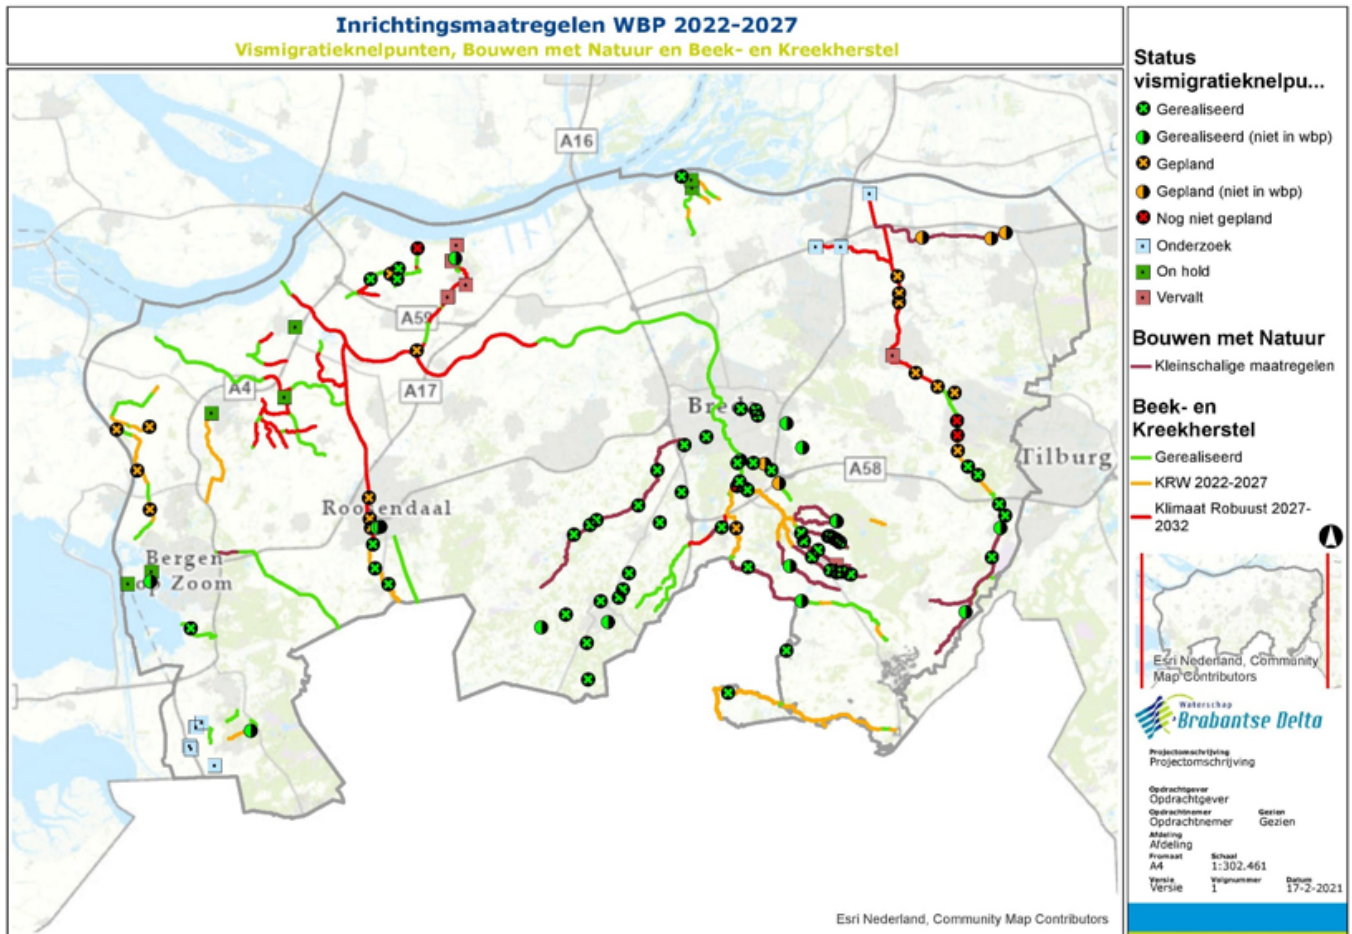 Inrichtingsmaatregelen WBP 2022-2027
Vismigratieknelpunten, Bouwen met Natuur en Beek- en Kreekherstel
A16
A59
A4
A17
Breda
A58
Tilburg
Roosendaal
Bergen
op Zoom
Esri Nederland, Community Map Contributors
Status
vismigratieknelpu...
Gerealiseerd
Gerealiseerd (niet in wbp)
Gepland
Gepland (niet in wbp)
Nog niet gepland
Onderzoek
On hold
Vervalt
Bouwen met Natuur
Kleinschalige maatregelen
Beek- en
Kreekherstel
Gerealiseerd
KRW 2022-2027
Klimaat Robuust 2027-
2032
Esri Nederland, Community
Map Contributors
Waterschap
Brabantse Delta
Projectomschrijving
Projectomschrijving
Opdrachtgever
Opdrachtgever
Opdrachtnemer Gezien
Opdrachtnemer Gezien
Afdeling
Afdeling
Fromaat Schaal
A4 1:302.461
Versie Volgnummer Datum
Versie 1 17-2-2021